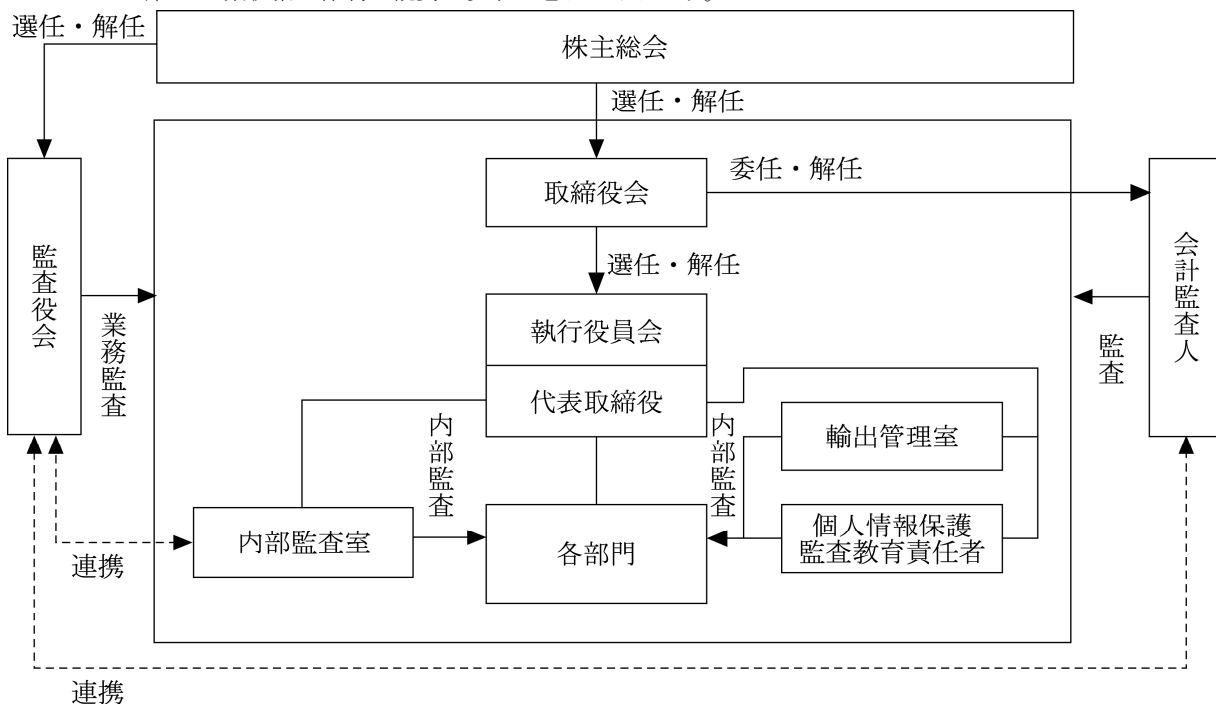 選任・解任
株主総会
選任・解任
取締役会
委任・解任
監査役会
会計監査人
選任・解任
業務監査
執行役員会
監査
代表取締役
内部監査
内部監査
輸出管理室
内部監査室
各部門
個人情報保護
監査教育責任者
連携
連携